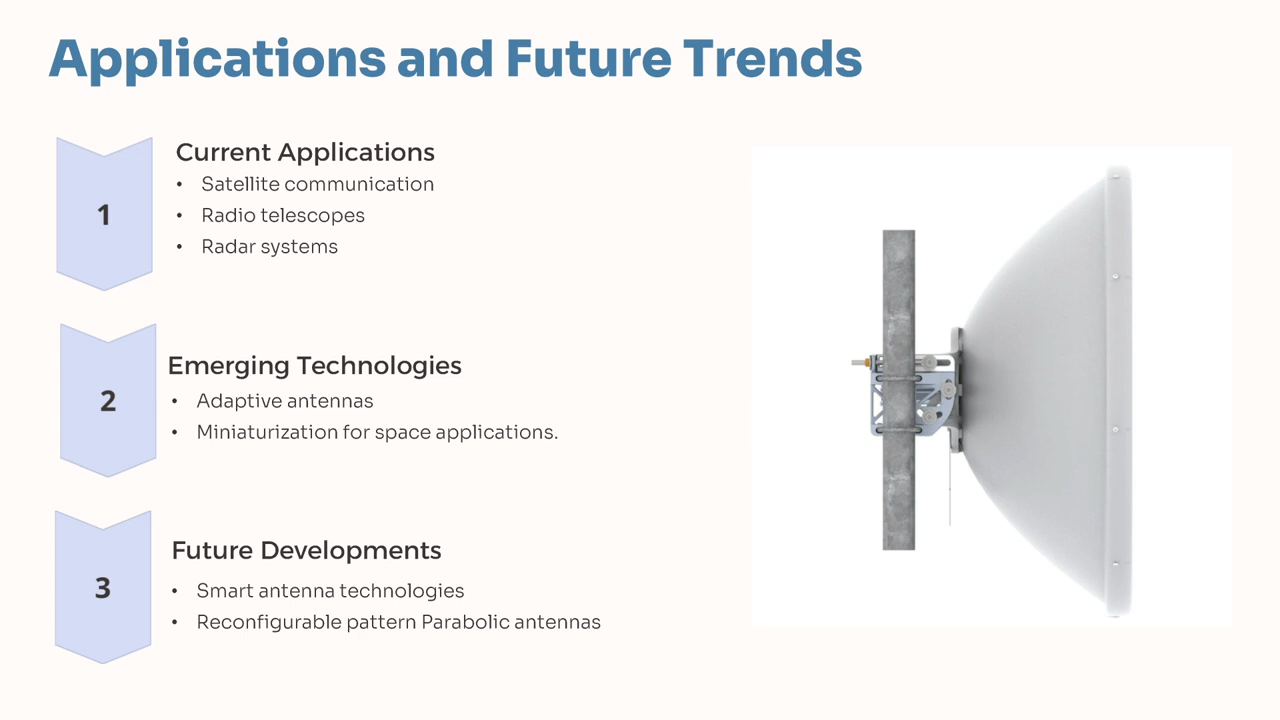 Applications and Future Trends
1
Current Applications
• Satellite communication
• Radio telescopes
• Radar systems
2
Emerging Technologies
• Adaptive antennas
• Miniaturization for space applications.
3
Future Developments
• Smart antenna technologies
• Reconfigurable pattern Parabolic antennas